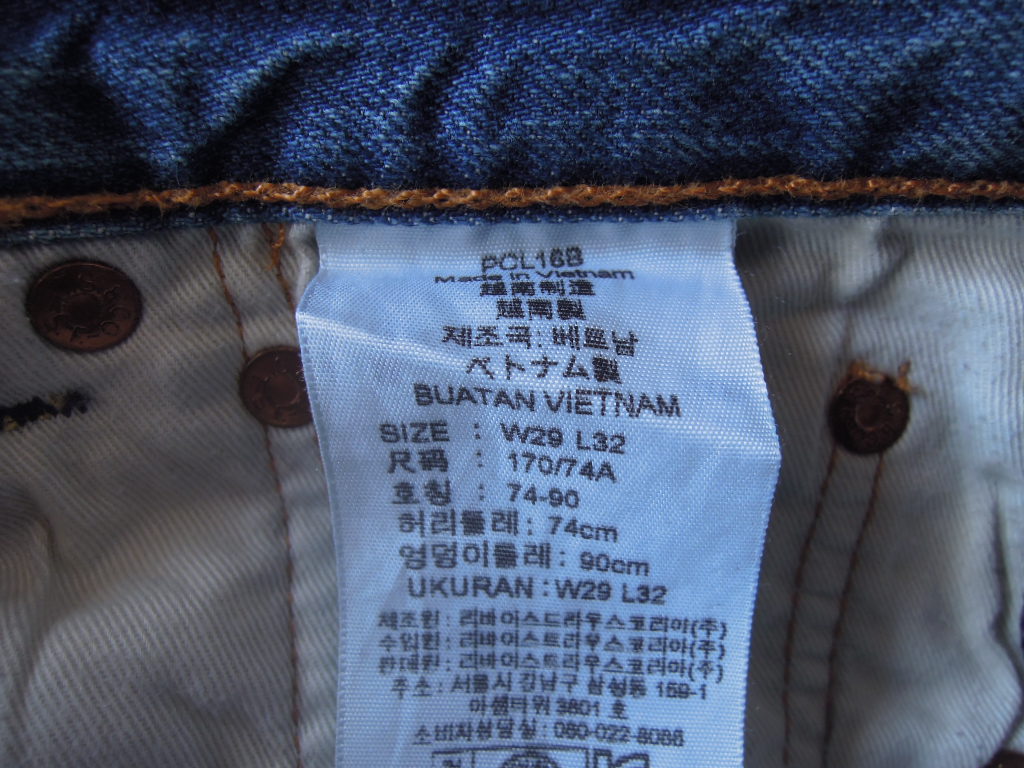 PCL16B
Made in Vietnam
越南制造
越南製
제조국: 베트남
ベトナム製
BUATAN VIETNAM
SIZE : W29 L32
尺码 : 170/74A
호칭 : 74-90
허리둘레 : 74cm
엉덩이둘레 : 90cm
UKURAN : W29 L32
제조원 : 리바이스트라우스코리아(주)
수입원 : 리바이스트라우스코리아(주)
판매원 : 리바이스트라우스코리아(주)
주소 : 서울시 강남구 삼성동 159-1
아셈타워 3801 호
소비자상담실 : 080-022-8088